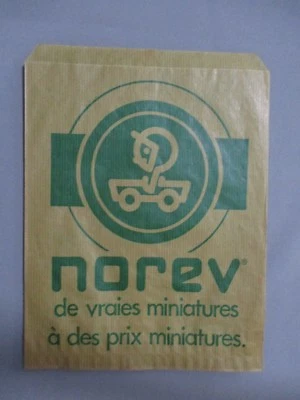 norev®
de vraies miniatures
à des prix miniatures.